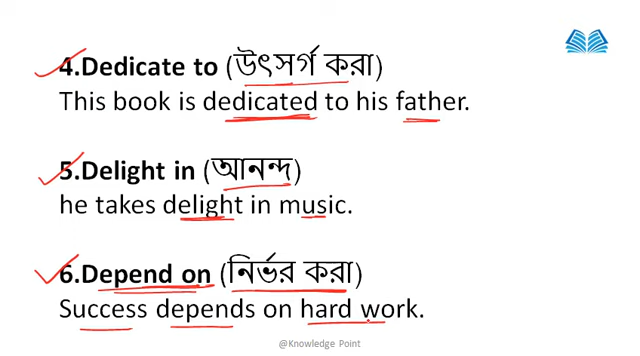 4.Dedicate to (উৎসর্গ করা)
This book is dedicated to his father.
5.Delight in (আনন্দ)
he takes delight in music.
6.Depend on (নির্ভর করা)
Success depends on hard work.
@Knowledge Point